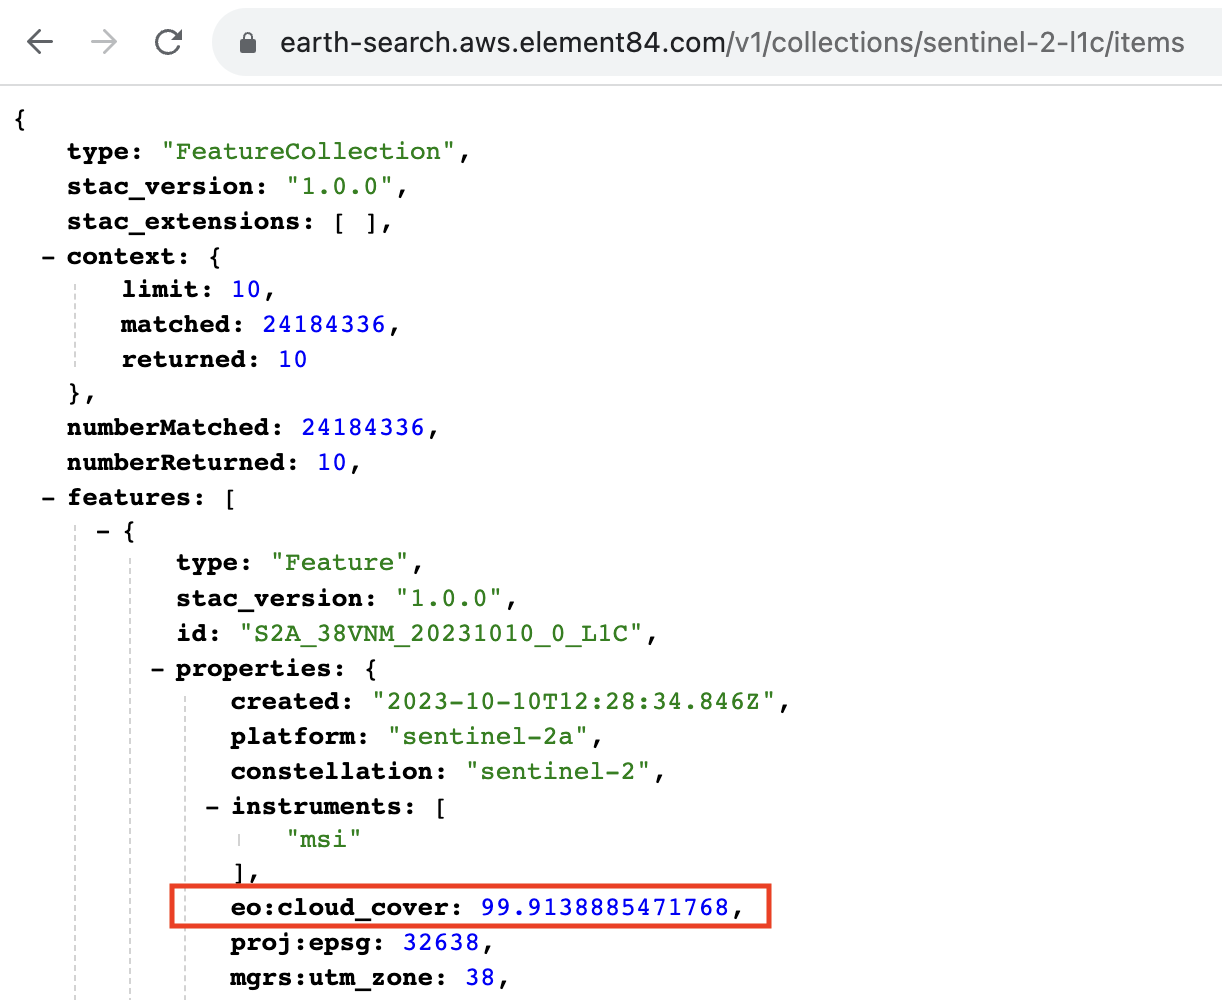 earth-search.aws.element84.com/v1/collections/sentinel-2-l1c/items
{
type: "FeatureCollection",
stac_version: "1.0.0",
stac_extensions: [ ],
- context: {
limit: 10,
matched: 24184336,
returned: 10
},
numberMatched: 24184336,
numberReturned: 10,
- features: [
- {
type: "Feature",
stac_version: "1.0.0",
id: "S2A_38VNM_20231010_0_L1C",
- properties: {
created: "2023-10-10T12:28:34.846Z",
platform: "sentinel-2a",
constellation: "sentinel-2",
- instruments: [
"msi"
],
eo:cloud_cover: 99.9138885471768,
proj:epsg: 32638,
mgrs:utm_zone: 38,